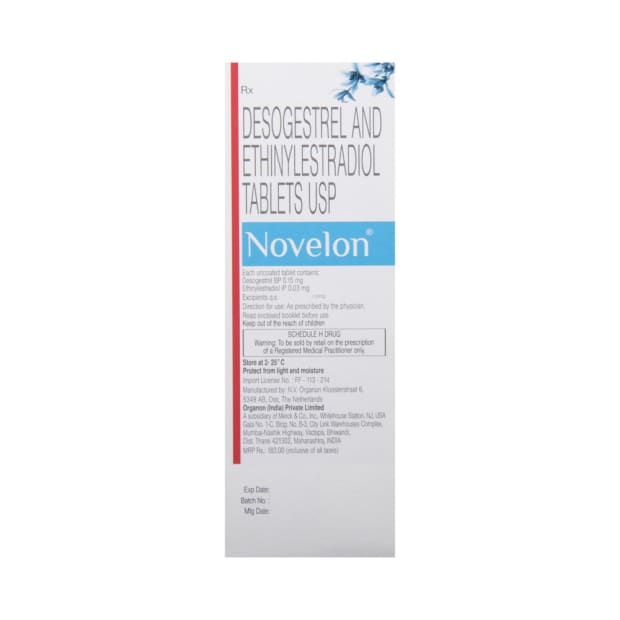 Rx
DESOGESTREL AND
ETHINYLESTRADIOL
TABLETS USP
Novelon®
Each uncoated tablet contains:
Desogestrel BP 0.15 mg
Ethinylestradiol IP 0.03 mg
Excipients q.s.
Direction for use: As prescribed by the physician.
Read enclosed booklet before use
Keep out of the reach of children
SCHEDULE H DRUG
Warning: To be sold by retail on the prescription
of a Registered Medical Practitioner only.
Store at 2- 25°C
Protect from light and moisture
Import License No. : FF - 113 - 214
Manufactured by: N.V. Organon Kloosterstraat 6,
5349 AB, Oss, The Netherlands
Organon (India) Private Limited
A subsidiary of Merck & Co., Inc., Whitehouse Station, NJ, USA
Gala No. 1-C, Bldg. No. B-3, City Link Warehouses Complex,
Mumbai-Nashik Highway, Vadapa, Bhiwandi,
Dist: Thane 421302, Maharashtra, INDIA
MRP Rs.: 183.00 (inclusive of all taxes)
Exp Date:
Batch No. :
Mfg Date: